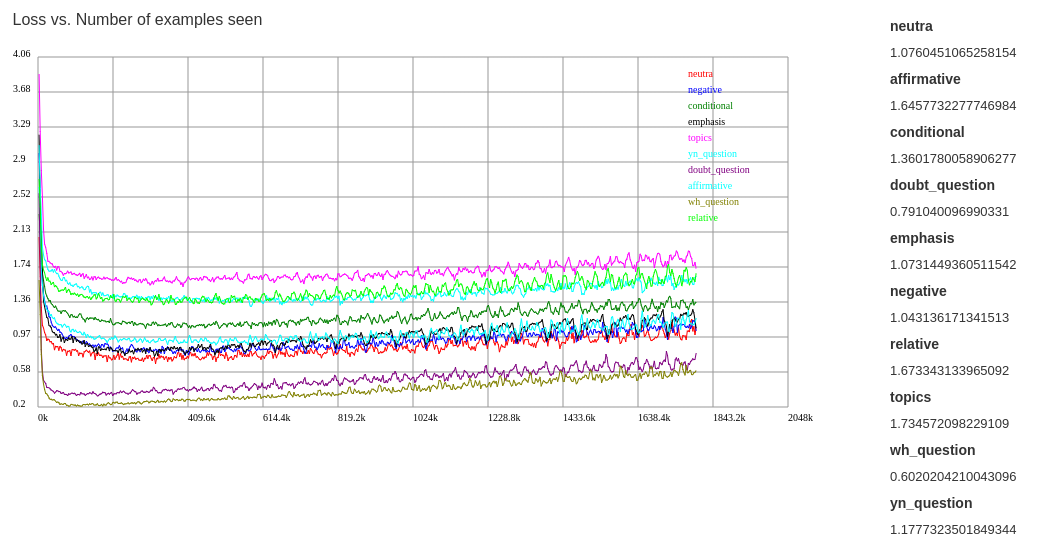 Loss vs. Number of examples seen
4.06
3.68
3.29
2.9
2.52
2.13
1.74
1.36
0.97
0.58
0.2
0k 204.8k 409.6k 614.4k 819.2k 1024k 1228.8k 1433.6k 1638.4k 1843.2k 2048k
neutra
negative
conditional
emphasis
topics
yn_question
doubt_question
affirmative
wh_question
relative
neutra
1.0760451065258154
affirmative
1.6457732277746984
conditional
1.3601780058906277
doubt_question
0.791040096990331
emphasis
1.0731449360511542
negative
1.043136171341513
relative
1.673343133965092
topics
1.734572098229109
wh_question
0.6020204210043096
yn_question
1.1777323501849344